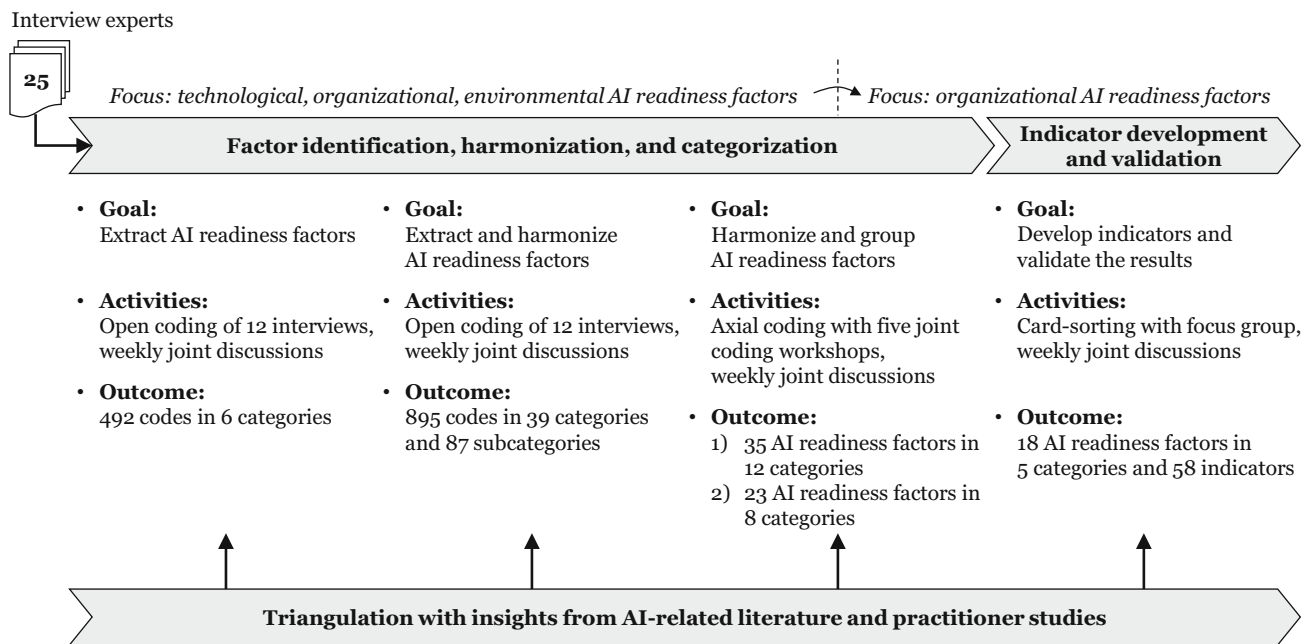 Interview experts
25
Focus: technological, organizational, environmental AI readiness factors
Focus: organizational AI readiness factors
Factor identification, harmonization, and categorization
Indicator development
and validation
• Goal:
Extract AI readiness factors
• Activities:
Open coding of 12 interviews,
weekly joint discussions
• Outcome:
492 codes in 6 categories
• Goal:
Extract and harmonize
AI readiness factors
• Activities:
Open coding of 12 interviews,
weekly joint discussions
• Outcome:
895 codes in 39 categories
and 87 subcategories
• Goal:
Harmonize and group
AI readiness factors
• Activities:
Axial coding with five joint
coding workshops,
weekly joint discussions
• Outcome:
1) 35 AI readiness factors in
12 categories
2) 23 AI readiness factors in
8 categories
• Goal:
Develop indicators and
validate the results
• Activities:
Card-sorting with focus group,
weekly joint discussions
• Outcome:
18 AI readiness factors in
5 categories and 58 indicators
Triangulation with insights from AI-related literature and practitioner studies